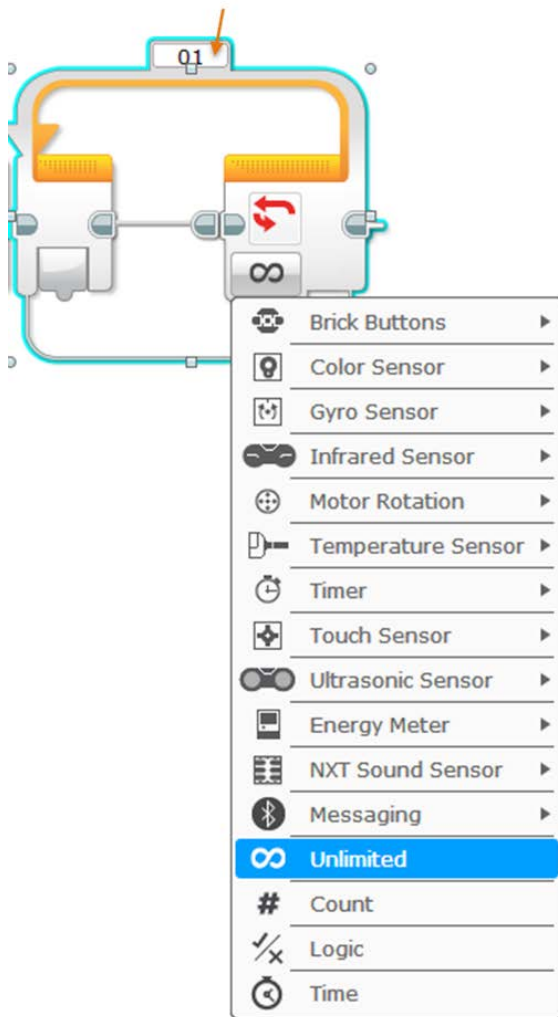 01
Brick Buttons
Color Sensor
Gyro Sensor
Infrared Sensor
Motor Rotation
Temperature Sensor
Timer
Touch Sensor
Ultrasonic Sensor
Energy Meter
NXT Sound Sensor
Messaging
∞ Unlimited
# Count
Logic
Time